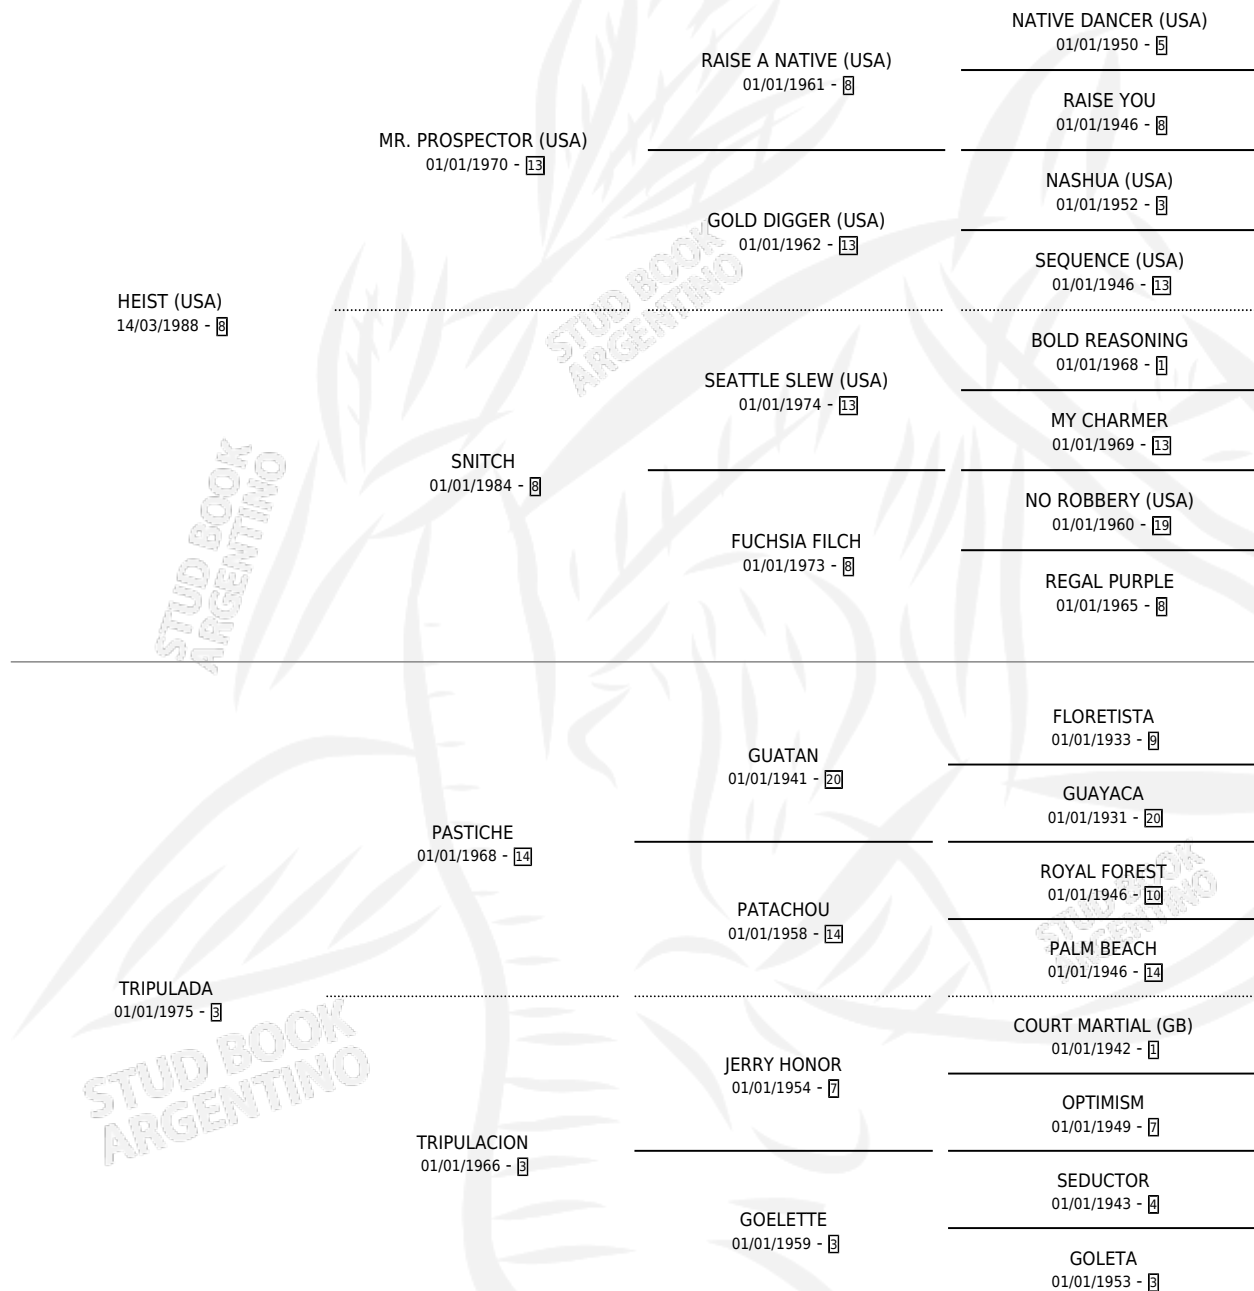 NATIVE DANCER (USA)
01/01/1950 - 5
RAISE A NATIVE (USA)
01/01/1961 - 8
RAISE YOU
01/01/1946 - 8
MR. PROSPECTOR (USA)
01/01/1970 - 13
NASHUA (USA)
01/01/1952 - 3
GOLD DIGGER (USA)
01/01/1962 - 13
SEQUENCE (USA)
01/01/1946 - 13
HEIST (USA)
14/03/1988 - 8
BOLD REASONING
01/01/1968 - 1
SEATTLE SLEW (USA)
01/01/1974 - 13
MY CHARMER
01/01/1969 - 13
SNITCH
01/01/1984 - 8
NO ROBBERY (USA)
01/01/1960 - 19
FUCHSIA FILCH
01/01/1973 - 8
REGAL PURPLE
01/01/1965 - 8
FLORETISTA
01/01/1933 - 9
GUATAN
01/01/1941 - 20
GUAYACA
01/01/1931 - 20
PASTICHE
01/01/1968 - 14
ROYAL FOREST
01/01/1946 - 10
PATACHOU
01/01/1958 - 14
PALM BEACH
01/01/1946 - 14
TRIPULADA
01/01/1975 - 3
COURT MARTIAL (GB)
01/01/1942 - 1
JERRY HONOR
01/01/1954 - 7
OPTIMISM
01/01/1949 - 7
TRIPULACION
01/01/1966 - 3
SEDUCTOR
01/01/1943 - 4
GOELETTE
01/01/1959 - 3
GOLETA
01/01/1953 - 3
STUD BOOK
ARGENTINO
STUD BOOK
ARGENTINO
STUD BOOK
ARGENTINO
STUD BOOK
ARGENTINO